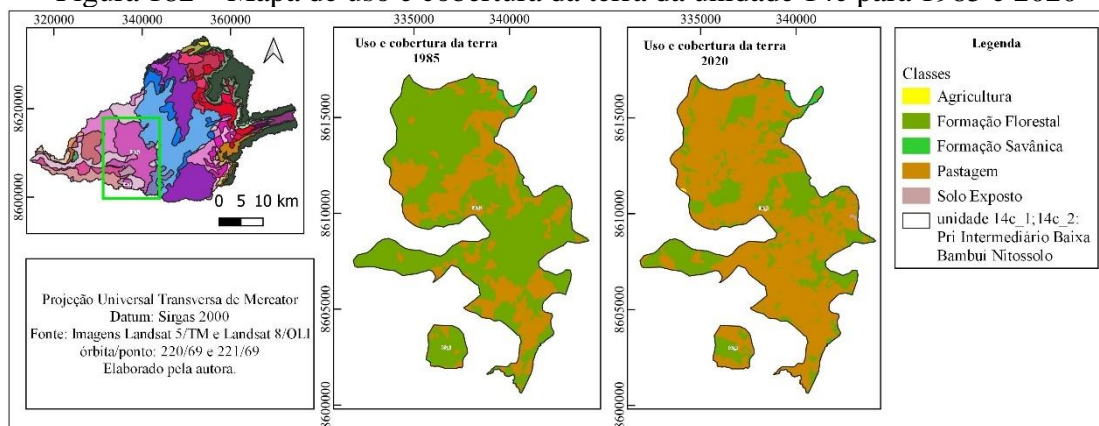 Figura 182 – Mapa de uso e cobertura da terra da unidade 14c para 1985 e 2020
320000 340000 360000
8620000
8600000
0 5 10 km
Projeção Universal Transversa de Mercator
Datum: Sirgas 2000
Fonte: Imagens Landsat 5/TM e Landsat 8/OLI
órbita/ponto: 220/69 e 221/69
Elaborado pela autora.
335000 340000
Uso e cobertura da terra
1985
8615000
8610000
8605000
8600000
335000 340000
Uso e cobertura da terra
2020
8615000
8610000
8605000
8600000
Legenda
Classes
Agricultura
Formação Florestal
Formação Savânica
Pastagem
Solo Exposto
unidade 14c_1;14c_2:
Pri Intermediário Baixa
Bambuí Nitossolo